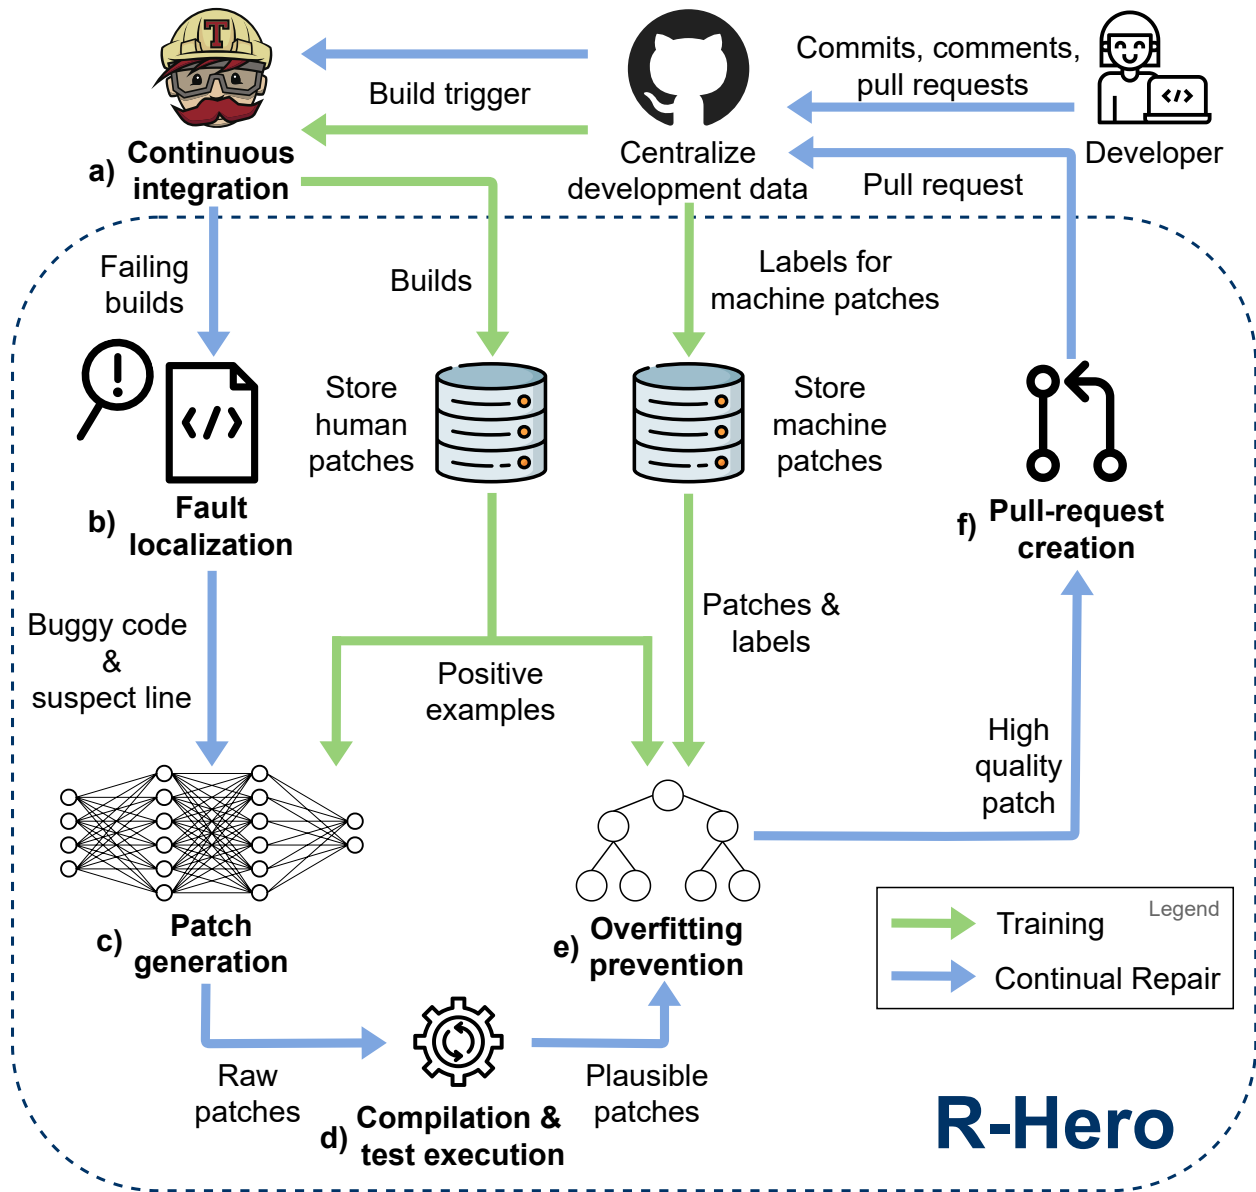 T
Commits, comments,
pull requests
</>
Build trigger
a) Continuous
integration
Centralize
development data
Developer
Pull request
Failing
builds
Builds
Labels for
machine patches
!
</>
Store
human
patches
Store
machine
patches
b) Fault
localization
f) Pull-request
creation
Buggy code
&
suspect line
Patches &
labels
Positive
examples
High
quality
patch
c) Patch
generation
e) Overfitting
prevention
Legend
Training
Continual Repair
Raw
patches
Plausible
patches
d) Compilation &
test execution
R-Hero